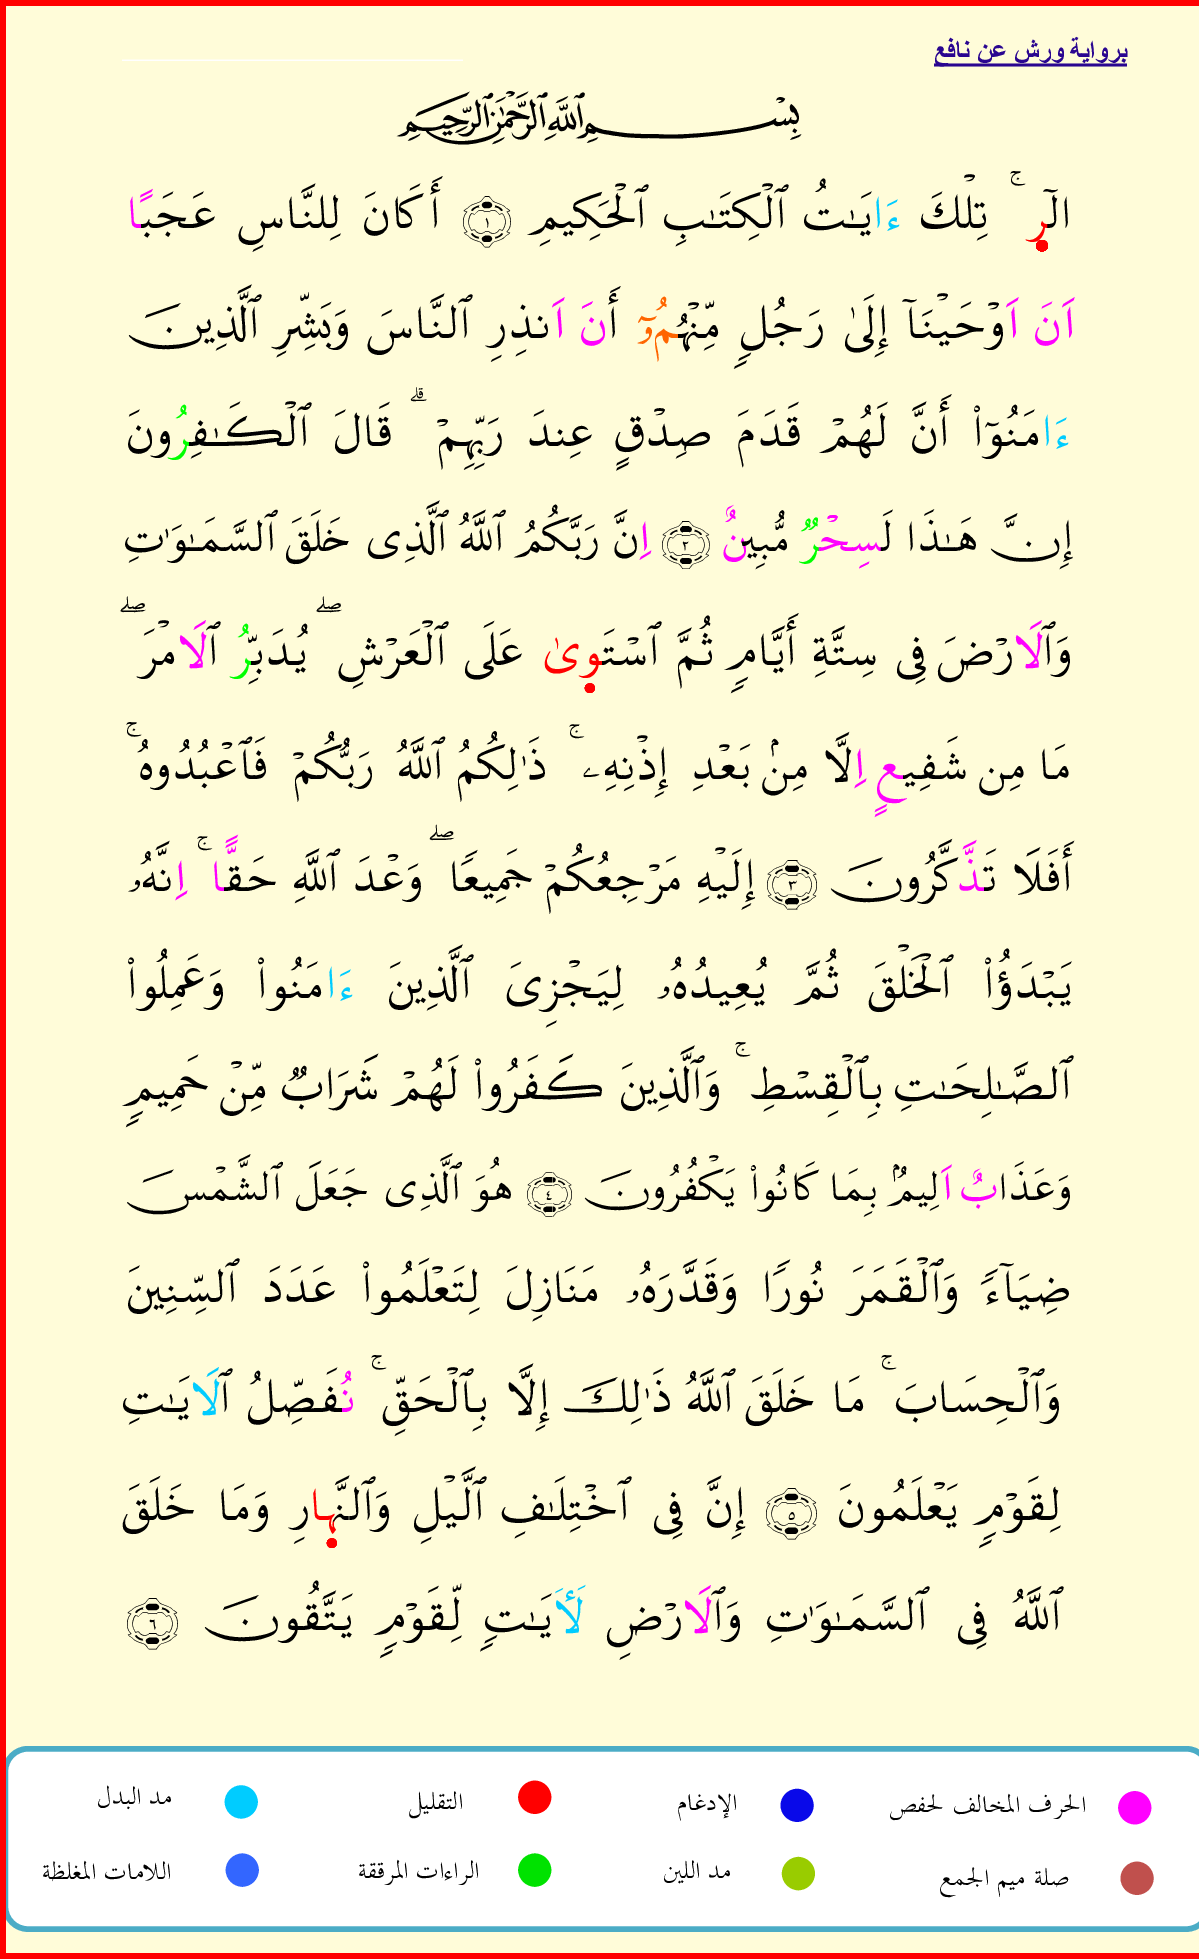 برواية ورش عن نافع
بِسْمِ اللَّهِ الرَّحْمَٰنِ الرَّحِيمِ
الٓرۚ تِلْكَ ءَايَٰتُ ٱلْكِتَٰبِ ٱلْحَكِيمِ ١ أَكَانَ لِلنَّاسِ عَجَبًا
اَنَ اَوْحَيْنَآ إِلَىٰ رَجُلٍ مِّنْهُمُۥٓ أَنَ اَنذِرِ ٱلنَّاسَ وَبَشِّرِ ٱلَّذِينَ
ءَامَنُوٓاْ أَنَّ لَهُمْ قَدَمَ صِدْقٍ عِندَ رَبِّهِمْۗ قَالَ ٱلْكَٰفِرُونَ
إِنَّ هَٰذَا لَسِحْرٌ مُّبِينٌ ٢ اِنَّ رَبَّكُمُ ٱللَّهُ ٱلَّذِى خَلَقَ ٱلسَّمَٰوَٰتِ
وَٱلَارْضَ فِى سِتَّةِ أَيَّامٍ ثُمَّ ٱسْتَوىٰ عَلَى ٱلْعَرْشِۖ يُدَبِّرُ ٱلَامْرَۖ
مَا مِن شَفِيعٍ اِلَّا مِنۢ بَعْدِ إِذْنِهِۦۚ ذَٰلِكُمُ ٱللَّهُ رَبُّكُمْ فَٱعْبُدُوهُۚ
أَفَلَا تَذَّكَّرُونَ ٣ إِلَيْهِ مَرْجِعُكُمْ جَمِيعًاۖ وَعْدَ ٱللَّهِ حَقًّاۚ اِنَّهُۥ
يَبْدَؤُاْ ٱلْخَلْقَ ثُمَّ يُعِيدُهُۥ لِيَجْزِىَ ٱلَّذِينَ ءَامَنُواْ وَعَمِلُواْ
ٱلصَّٰلِحَٰتِ بِٱلْقِسْطِۚ وَٱلَّذِينَ كَفَرُواْ لَهُمْ شَرَابٌ مِّنْ حَمِيمٍ
وَعَذَابٌ اَلِيمٌۢ بِمَا كَانُواْ يَكْفُرُونَ ٤ هُوَ ٱلَّذِى جَعَلَ ٱلشَّمْسَ
ضِيَآءً وَٱلْقَمَرَ نُورًا وَقَدَّرَهُۥ مَنَازِلَ لِتَعْلَمُواْ عَدَدَ ٱلسِّنِينَ
وَٱلْحِسَابَۚ مَا خَلَقَ ٱللَّهُ ذَٰلِكَ إِلَّا بِٱلْحَقِّۚ نُفَصِّلُ ٱلَايَٰتِ
لِقَوْمٍ يَعْلَمُونَ ٥ إِنَّ فِى ٱخْتِلَٰفِ ٱلَّيْلِ وَٱلنَّهارِ وَمَا خَلَقَ
ٱللَّهُ فِى ٱلسَّمَٰوَٰتِ وَٱلَارْضِ لَأَيَٰتٍ لِّقَوْمٍ يَتَّقُونَ ٦
الحرف المخالف لحفص الإدغام التقليل مد البدل
صلة ميم الجمع مد اللين الراءات المرققة اللامات المغلظة